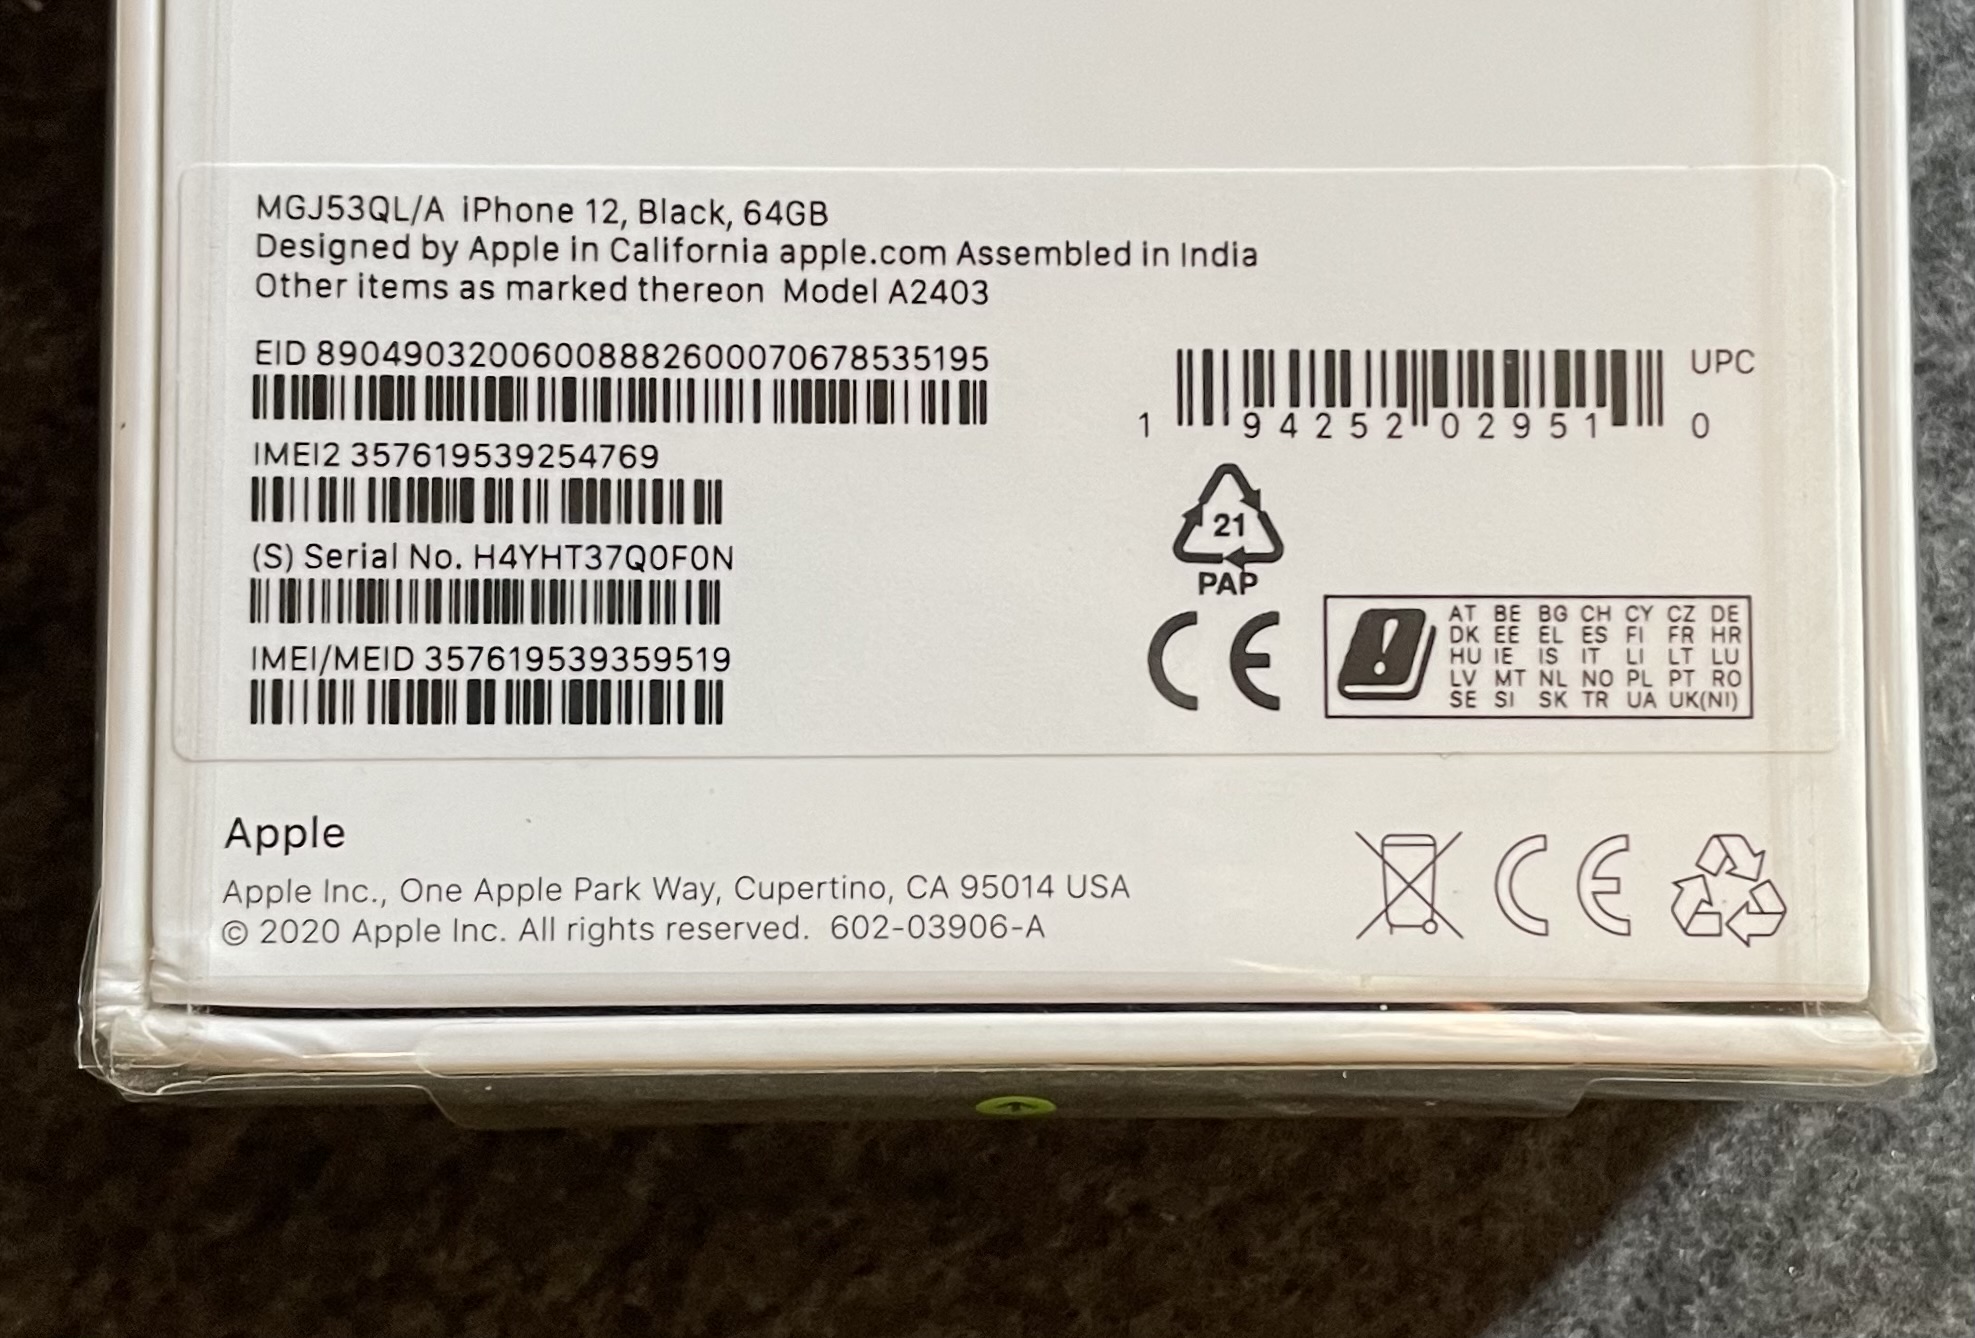 MGJ53QL/A iPhone 12, Black, 64GB
Designed by Apple in California apple.com Assembled in India
Other items as marked thereon Model A2403
EID 89049032006008882600070678535195
IMEI2 357619539254769
(S) Serial No. H4YHT37Q0F0N
IMEI/MEID 357619539359519
UPC
1 94252 02951 0
21
PAP
CE
AT BE BG CH CY CZ DE
DK EE EL ES FI FR HR
HU IE IS IT LI LT LU
LV MT NL NO PL PT RO
SE SI SK TR UA UK(NI)
Apple
Apple Inc., One Apple Park Way, Cupertino, CA 95014 USA
© 2020 Apple Inc. All rights reserved. 602-03906-A
CE